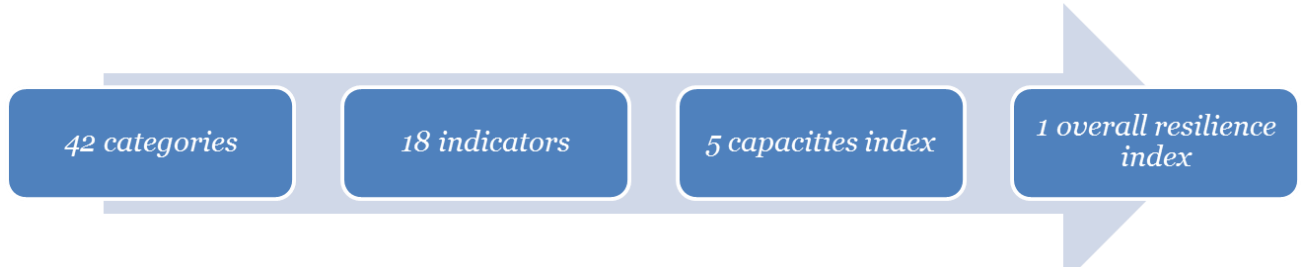 42 categories
18 indicators
5 capacities index
1 overall resilience
index